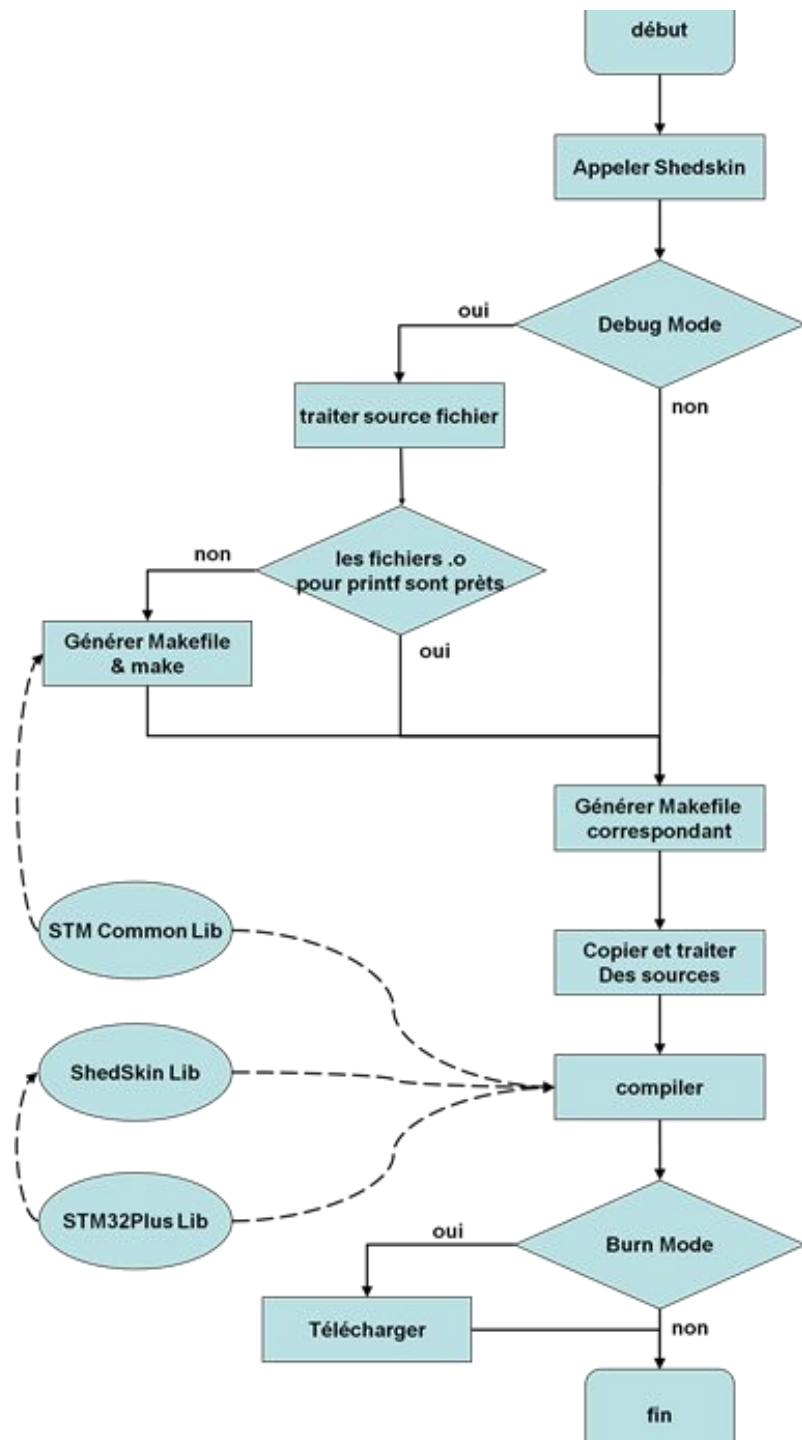 début
Appeler Shedskin
oui
Debug Mode
non
traiter source fichier
non
les fichiers .o
pour printf sont prèts
Générer Makefile
& make
oui
Générer Makefile
correspondant
STM Common Lib
Copier et traiter
Des sources
ShedSkin Lib
compiler
STM32Plus Lib
oui
Burn Mode
Télécharger
non
fin